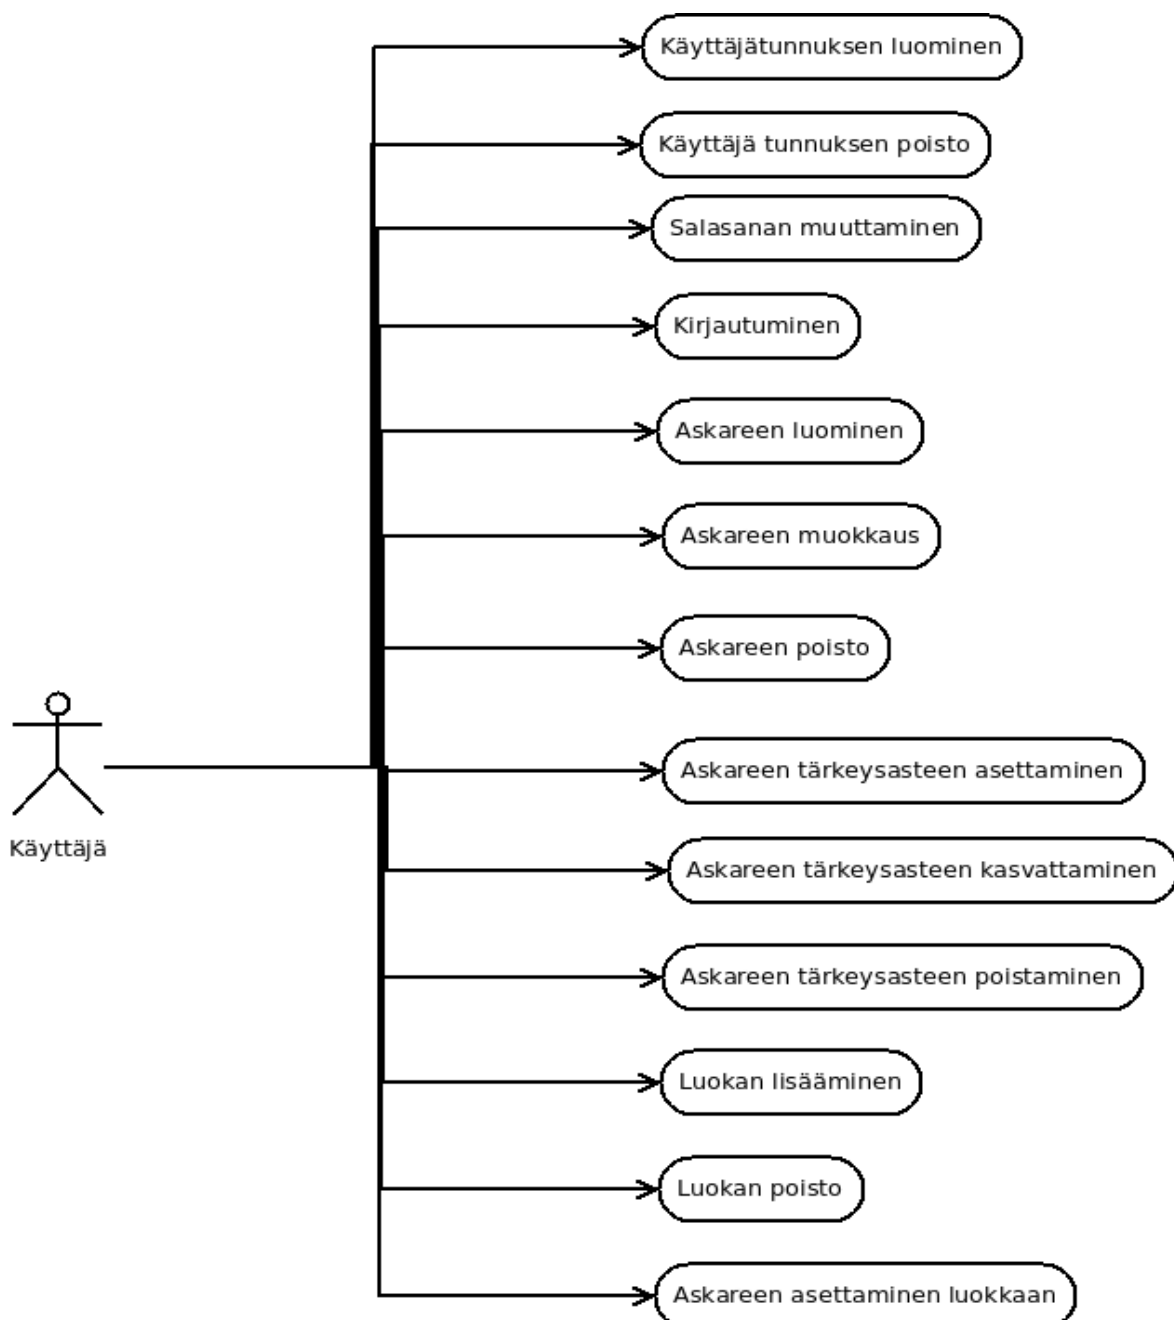 Käyttäjätunnuksen luominen
Käyttäjä tunnuksen poisto
Salasanan muuttaminen
Kirjautuminen
Askareen luominen
Askareen muokkaus
Askareen poisto
Käyttäjä
Askareen tärkeysasteen asettaminen
Askareen tärkeysasteen kasvattaminen
Askareen tärkeysasteen poistaminen
Luokan lisääminen
Luokan poisto
Askareen asettaminen luokkaan